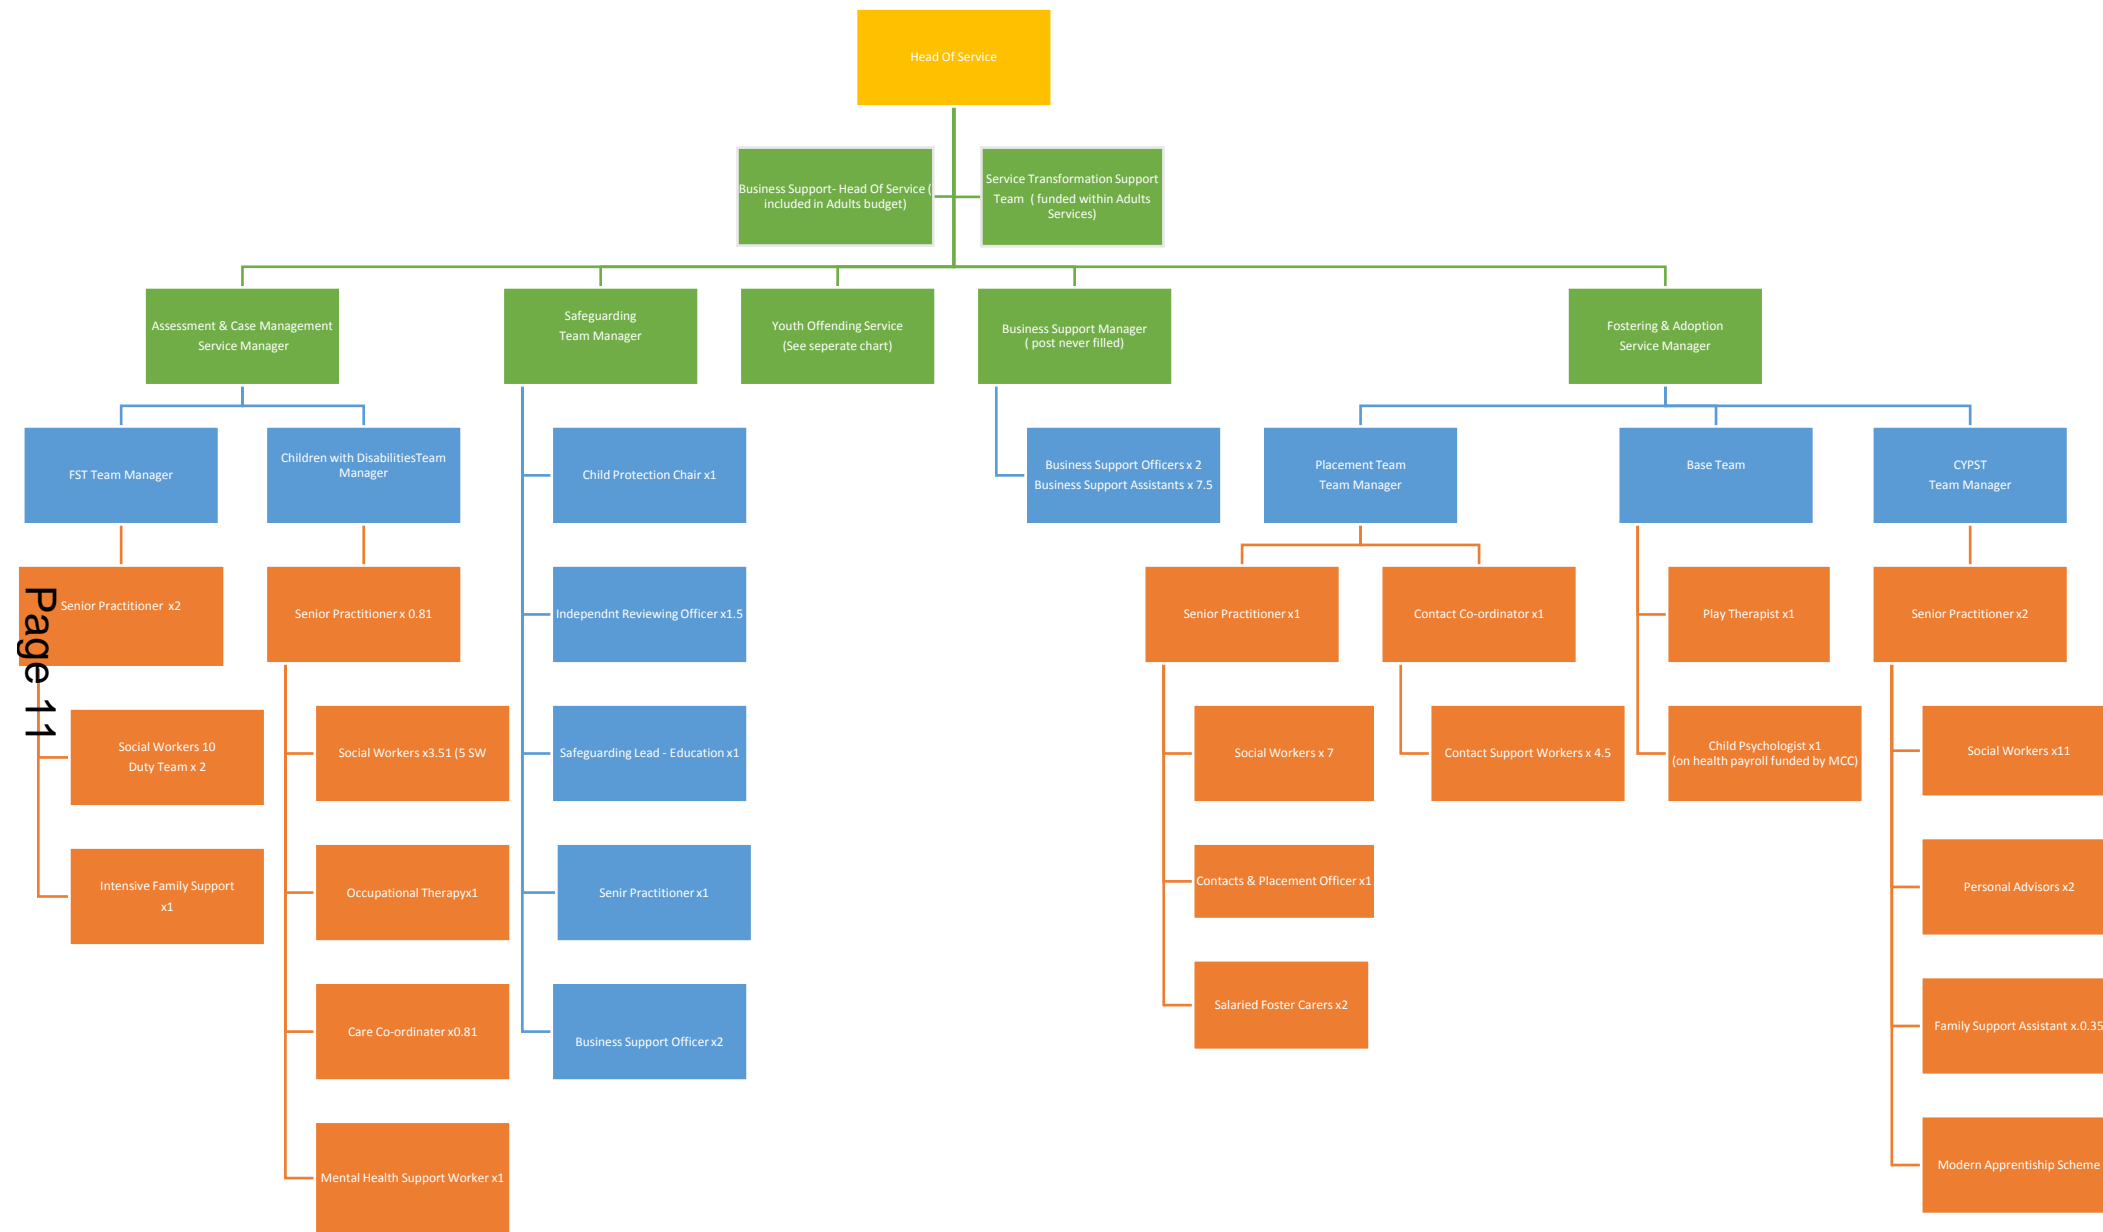 Head Of Service
Business Support- Head Of Service (
included in Adults budget)
Service Transformation Support
Team  ( funded within Adults
Services)
Assessment & Case Management
Service Manager
Safeguarding
Team Manager
Youth Offending Service
(See seperate chart)
Business Support Manager
( post never filled)
Fostering & Adoption
Service Manager
FST Team Manager
Children with DisabilitiesTeam
Manager
Child Protection Chair x1
Business Support Officers x 2
Business Support Assistants x 7.5
Placement Team
Team Manager
Base Team
CYPST
Team Manager
Senior Practitioner  x2
Senior Practitioner x 0.81
Independnt Reviewing Officer x1.5
Senior Practitioner x1
Contact Co-ordinator x1
Play Therapist x1
Senior Practitioner x2
Page 11
Social Workers 10
Duty Team x 2
Social Workers x3.51 (5 SW
Safeguarding Lead - Education x1
Social Workers x 7
Contact Support Workers x 4.5
Child Psychologist x1
(on health payroll funded by MCC)
Social Workers x11
Intensive Family Support
x1
Occupational Therapyx1
Senir Practitioner x1
Contacts & Placement Officer x1
Personal Advisors x2
Care Co-ordinater x0.81
Business Support Officer x2
Salaried Foster Carers x2
Family Support Assistant x.0.35
Mental Health Support Worker x1
Modern Apprentiship Scheme